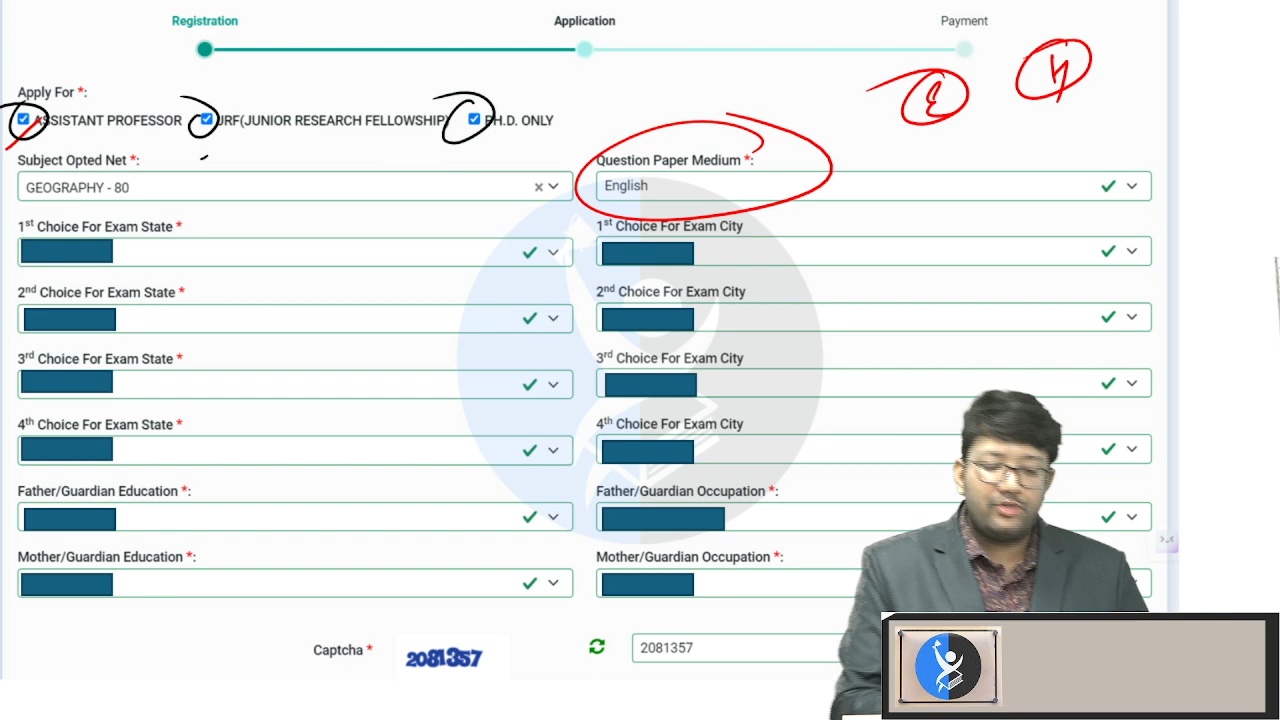 Registration Application Payment
Apply For *:
ASSISTANT PROFESSOR JRF(JUNIOR RESEARCH FELLOWSHIP) PH.D. ONLY
Subject Opted Net *: Question Paper Medium *:
GEOGRAPHY - 80 English
1st Choice For Exam State * 1st Choice For Exam City
2nd Choice For Exam State * 2nd Choice For Exam City
3rd Choice For Exam State * 3rd Choice For Exam City
4th Choice For Exam State * 4th Choice For Exam City
Father/Guardian Education *: Father/Guardian Occupation *:
Mother/Guardian Education *: Mother/Guardian Occupation *:
Captcha * 2081357 2081357